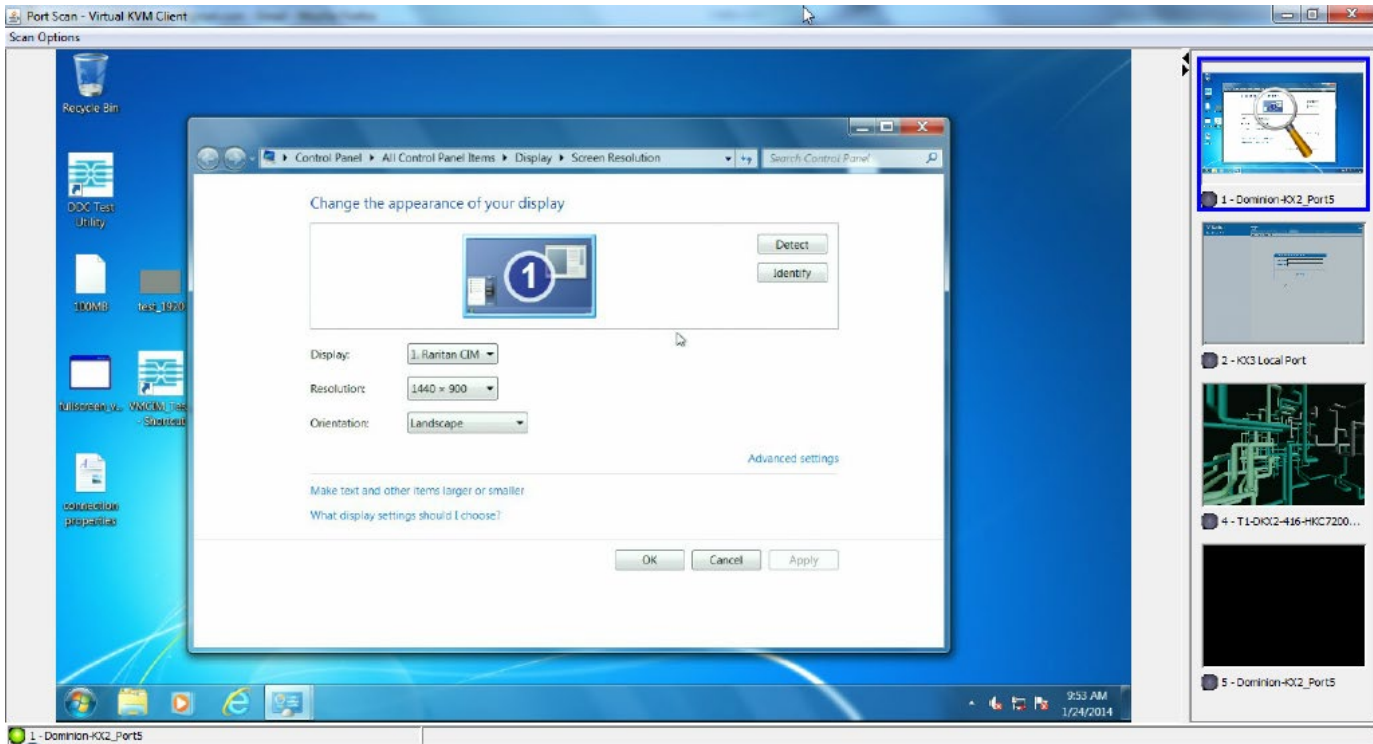 Port Scan - Virtual KVM Client
Scan Options
Recycle Bin
DDC Test
Utility
100MB
test_1920
fullscreen_v...
- Shortcut
connection
properties
Control Panel ▸ All Control Panel Items ▸ Display ▸ Screen Resolution
Search Control Panel
Change the appearance of your display
1
Detect
Identify
Display:
1. Raritan CIM
Resolution:
1440 × 900
Orientation:
Landscape
Advanced settings
Make text and other items larger or smaller
What display settings should I choose?
OK
Cancel
Apply
9:53 AM
1/24/2014
1 - Dominion-KX2_Port5
2 - KX3 Local Port
4 - T1-DKX2-416-HKC7200...
5 - Dominion-KX2_Port5
1 - Dominion-KX2_Port5